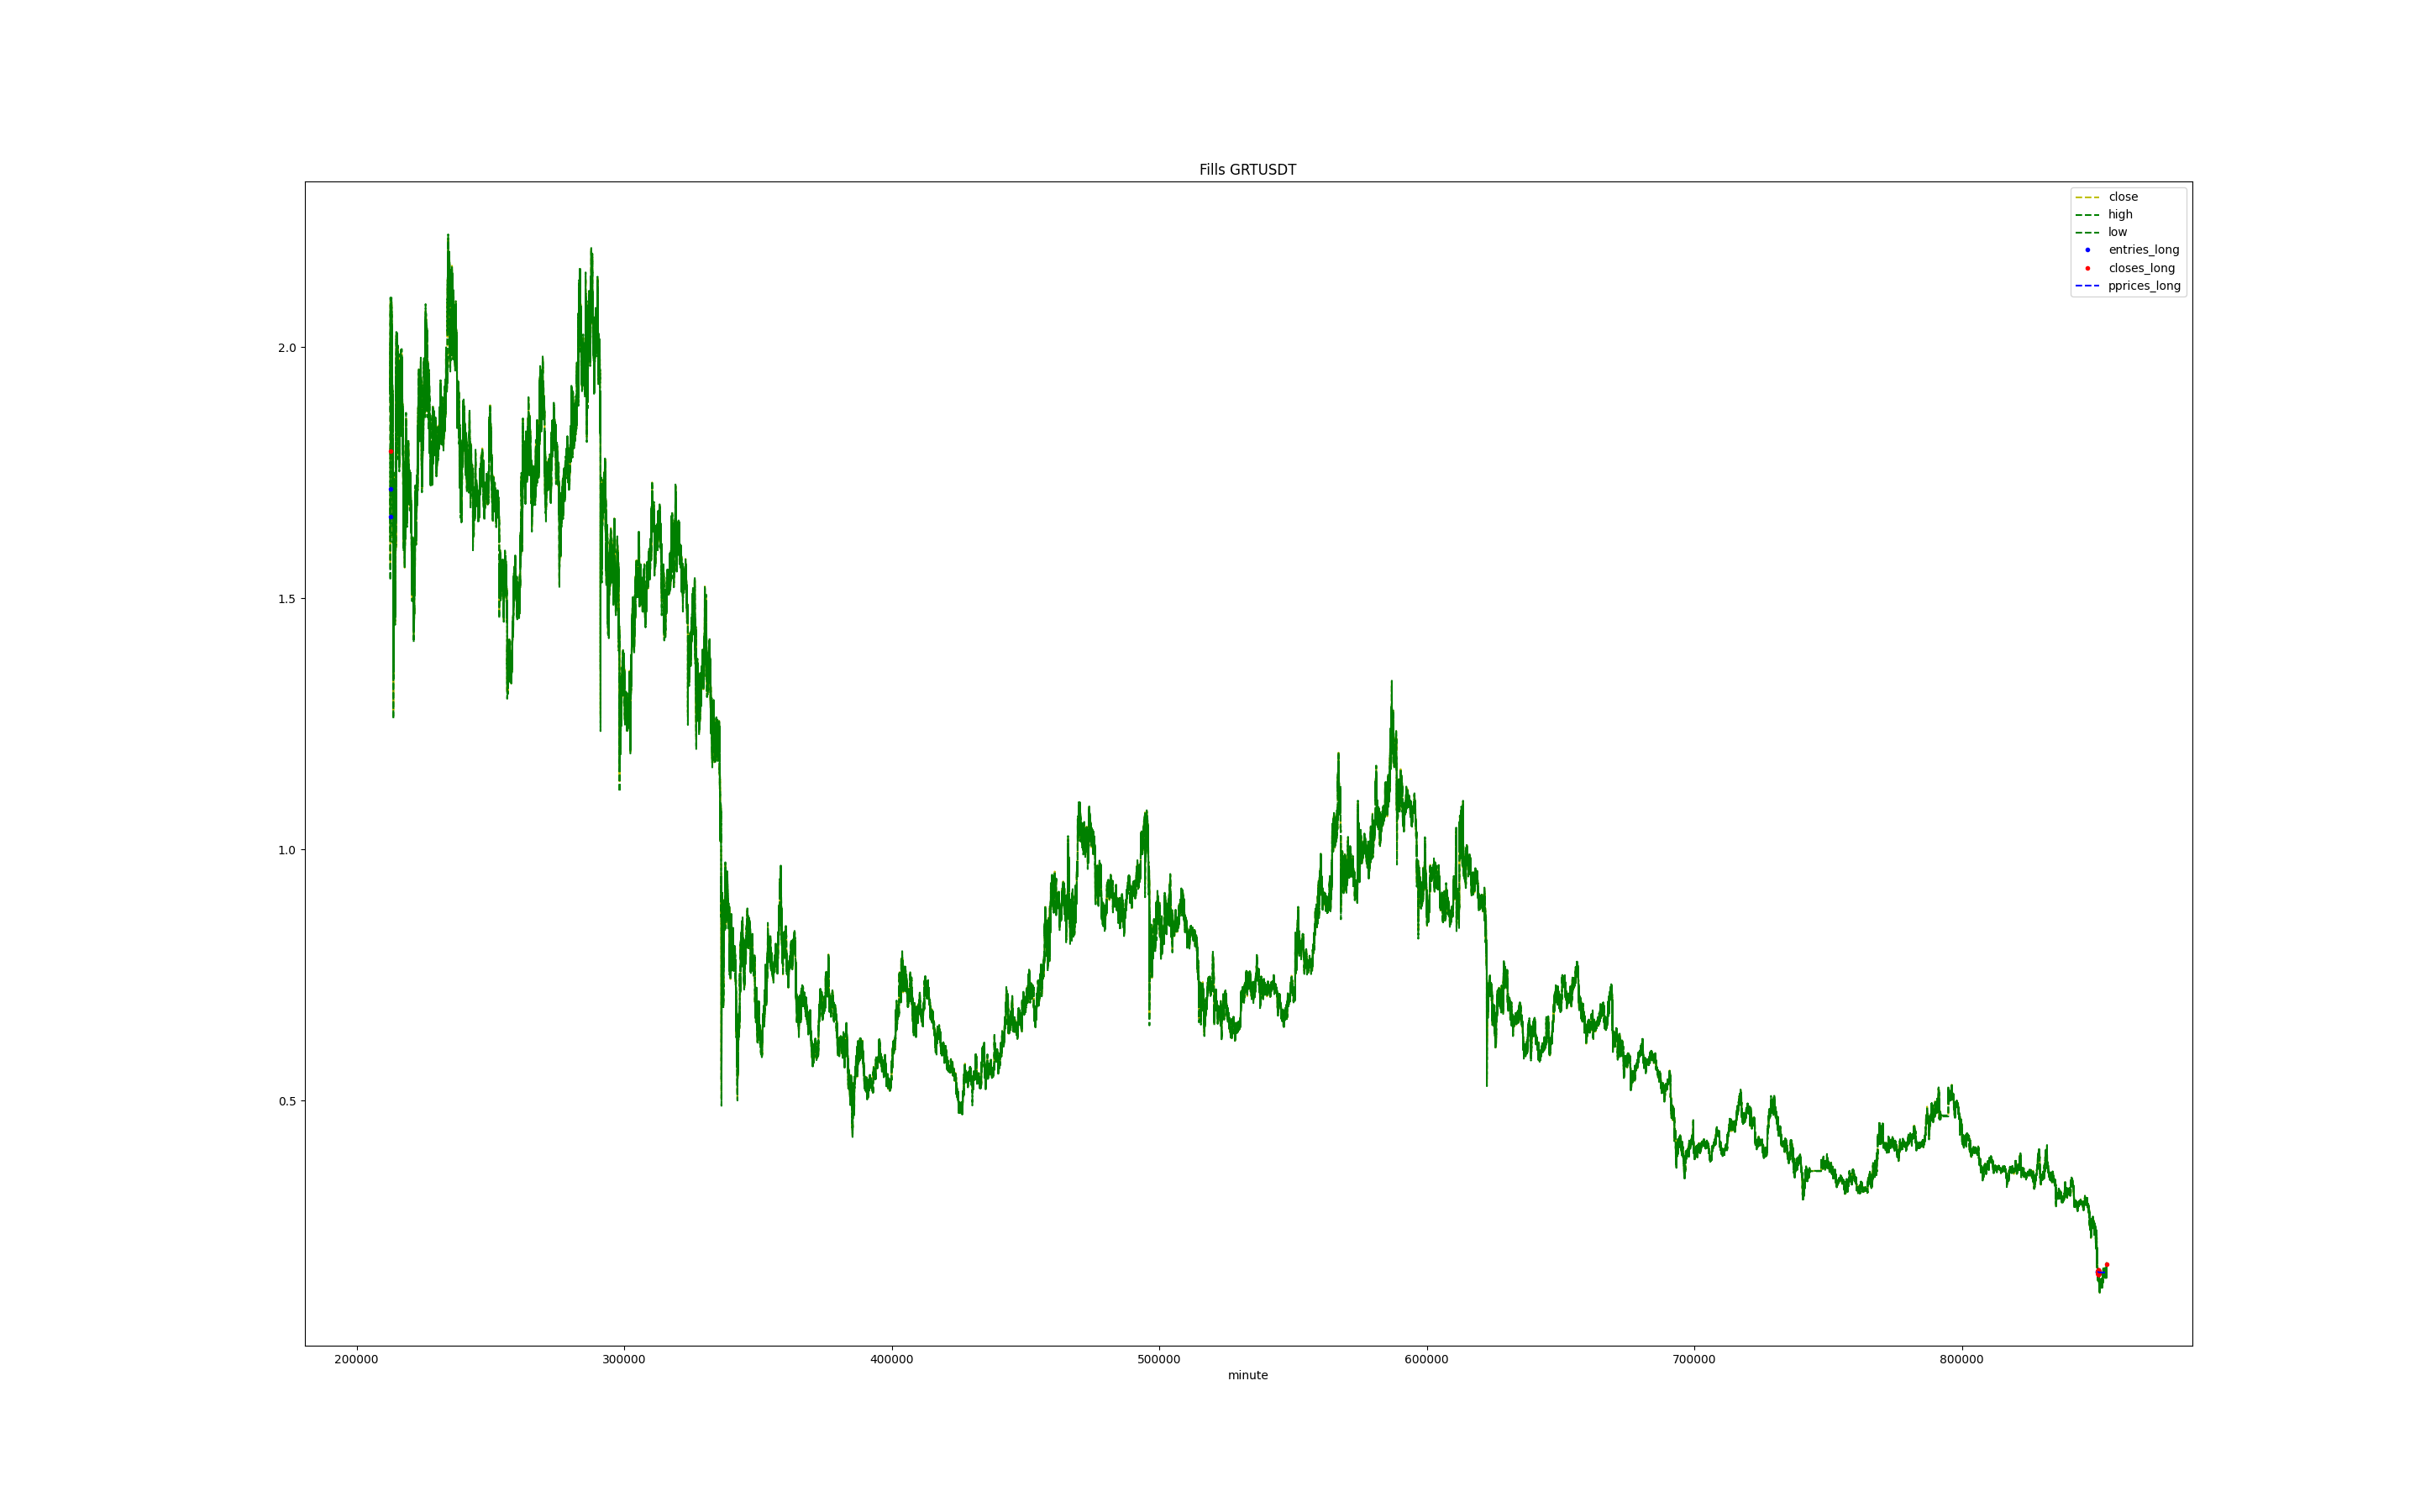 Fills GRTUSDT
close
high
low
entries_long
closes_long
pprices_long
2.0
1.5
1.0
0.5
200000
300000
400000
500000
600000
700000
800000
minute